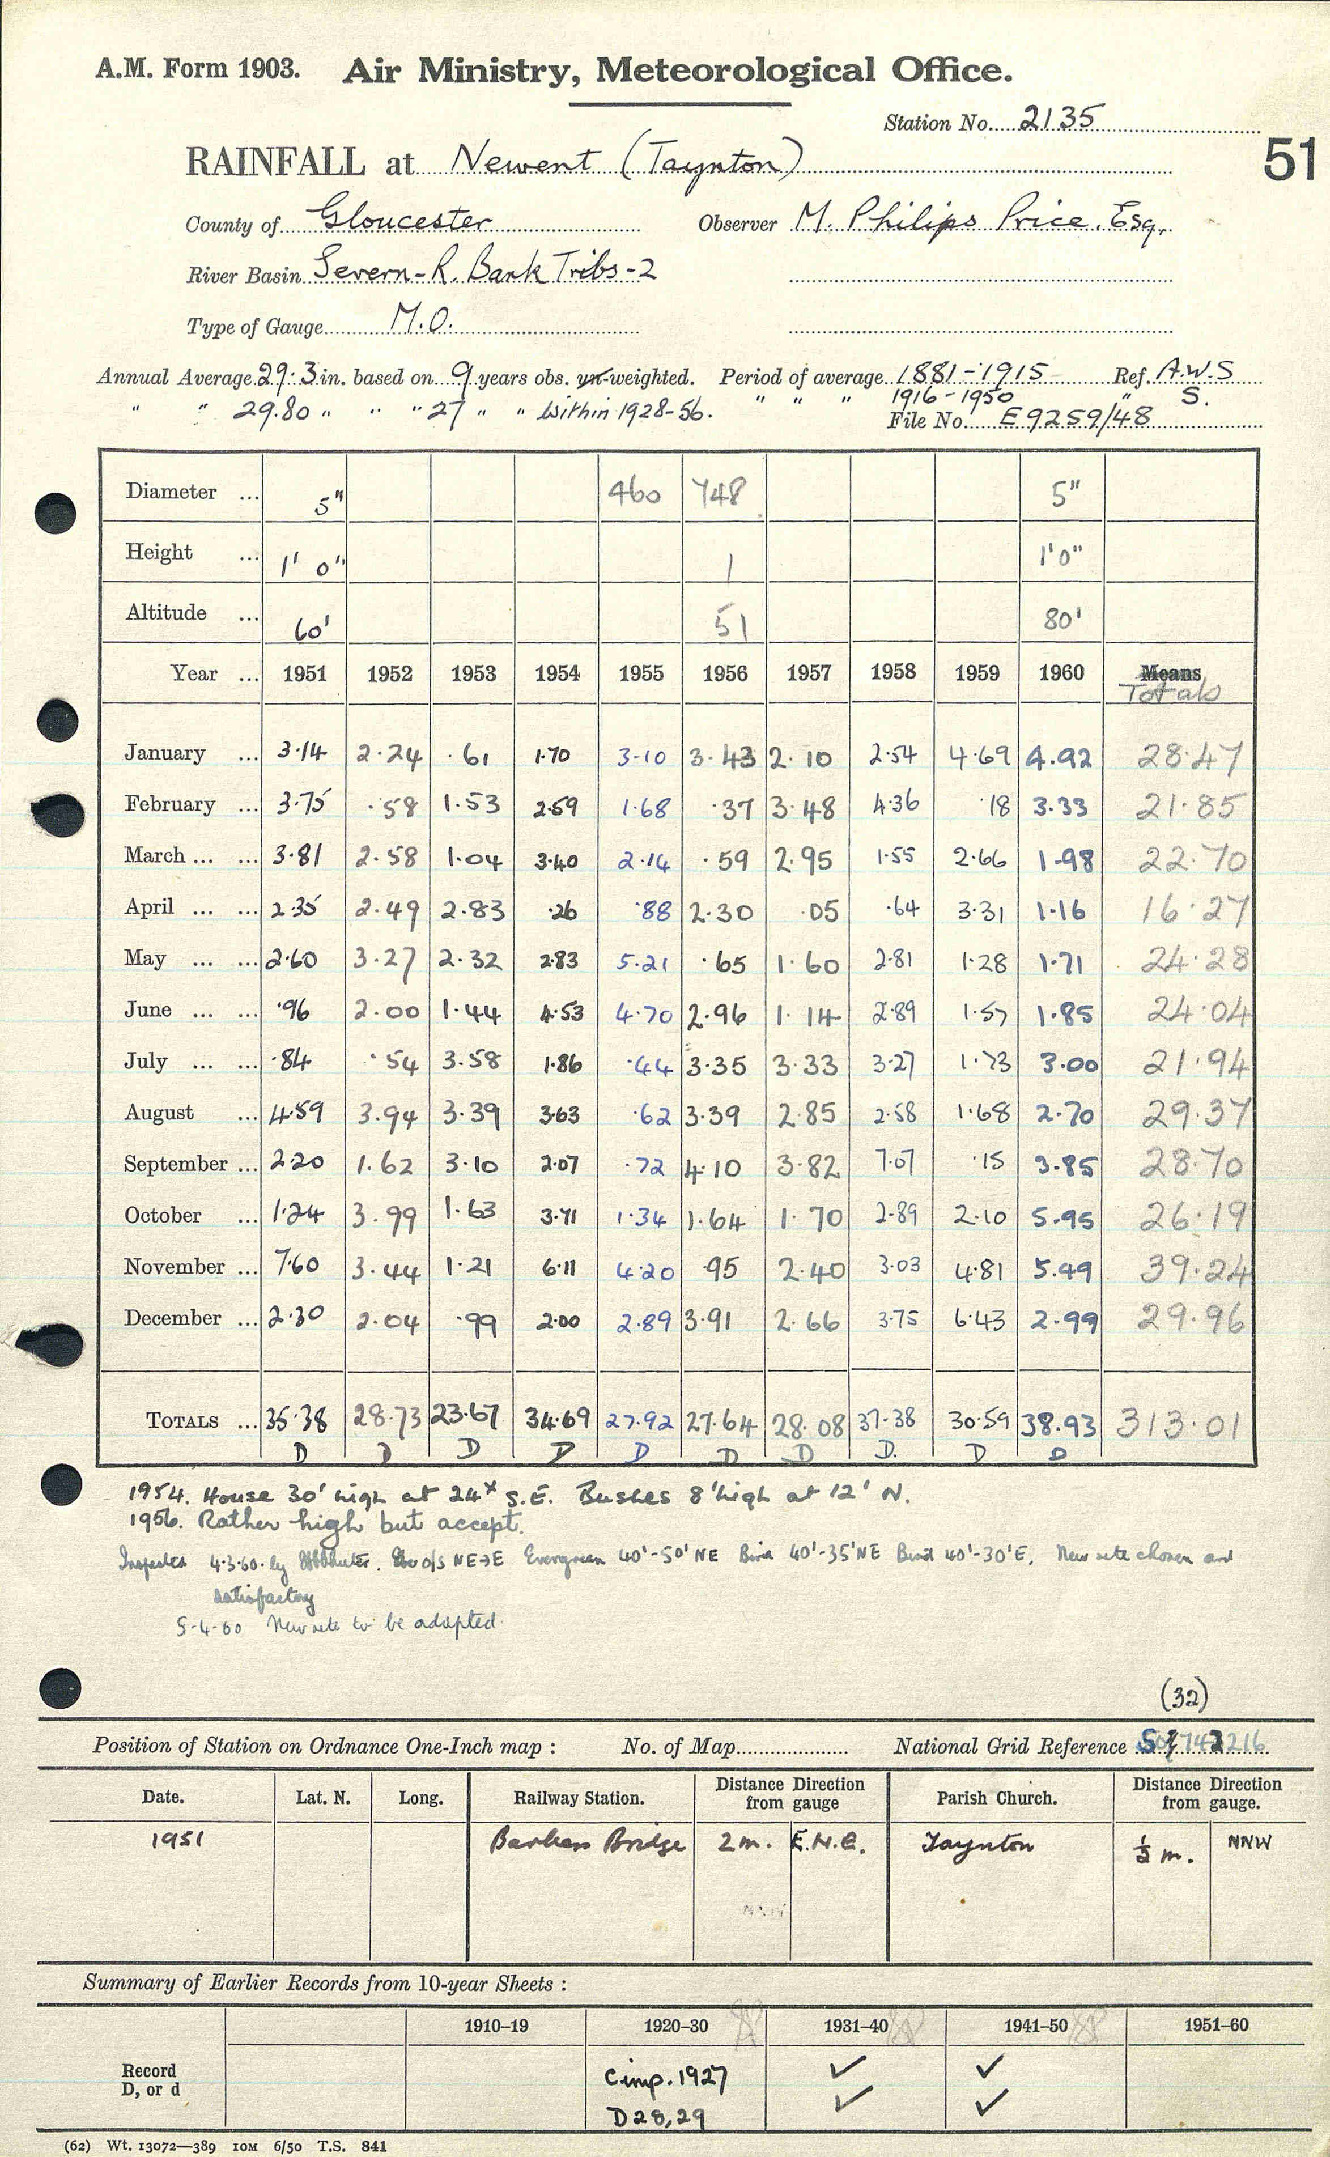 A.M. Form 1903. Air Ministry, Meteorological Office.
Station No. 2135
51
RAINFALL at Newent (Taynton)
County of Gloucester Observer M. Philips Price. Esq.
River Basin Severn-R. Bank Tribs-2
Type of Gauge M.O.
Annual Average 29.3 in. based on 9 years obs. un-weighted. Period of average 1881-1915 Ref. A.W.S
" " 29.80 " " " 27 " " Within 1928-56. " " " 1916-1950 " S.
File No. E9259/48
Diameter ... 5" 460 748 5"
Height ... 1' 0" 1 1'0"
Altitude ... 60' 51 80'
Year ... 1951 1952 1953 1954 1955 1956 1957 1958 1959 1960 Means
Totals
January ... 3.14 2.24 .61 1.70 3.10 3.43 2.10 2.54 4.69 4.92 28.47
February ... 3.75 .58 1.53 2.59 1.68 .37 3.48 4.36 .18 3.33 21.85
March ... ... 3.81 2.58 1.04 3.40 2.14 .59 2.95 1.55 2.66 1.98 22.70
April ... ... 2.35 2.49 2.83 .26 .88 2.30 .05 .64 3.31 1.16 16.27
May ... ... 2.60 3.27 2.32 2.83 5.21 .65 1.60 2.81 1.28 1.71 24.28
June ... ... .96 2.00 1.44 4.53 4.70 2.96 1.14 2.89 1.57 1.85 24.04
July ... ... .84 .54 3.58 1.86 .44 3.35 3.33 3.27 1.73 3.00 21.94
August ... 4.59 3.94 3.39 3.63 .62 3.39 2.85 2.58 1.68 2.70 29.37
September ... 2.20 1.62 3.10 2.07 .72 4.10 3.82 7.07 .15 3.85 28.70
October ... 1.24 3.99 1.63 3.71 1.34 1.64 1.70 2.89 2.10 5.95 26.19
November ... 7.60 3.44 1.21 6.11 4.20 .95 2.40 3.03 4.81 5.49 39.24
December ... 2.30 2.04 .99 2.00 2.89 3.91 2.66 3.75 6.43 2.99 29.96
TOTALS ... 35.38 28.73 23.67 34.69 27.92 27.64 28.08 37.38 30.59 38.93 313.01
D D D D D D D D. D D
1954. House 30' high at 24x S.E. Bushes 8' high at 12' N.
1956. Rather high but accept.
Inspected 4.3.60. by o/s NE→E Evergreen 40'-50' NE 40'-35' NE 40'-30' E. New site chosen and
satisfactory
5-4-60 New site to be adopted.
(32)
Position of Station on Ordnance One-Inch map : No. of Map National Grid Reference
Date. Lat. N. Long. Railway Station. Distance Direction from gauge Parish Church. Distance Direction from gauge.
1951 Barbers Bridge 2m. E.N.E. Taynton ½ m. NNW
Summary of Earlier Records from 10-year Sheets :
1910–19 1920–30 1931–40 1941–50 1951–60
Record
D, or d
Cimp. 1927 ✓ ✓
D 28, 29 ✓ ✓
(62) Wt. 13072—389 10M 6/50 T.S. 841